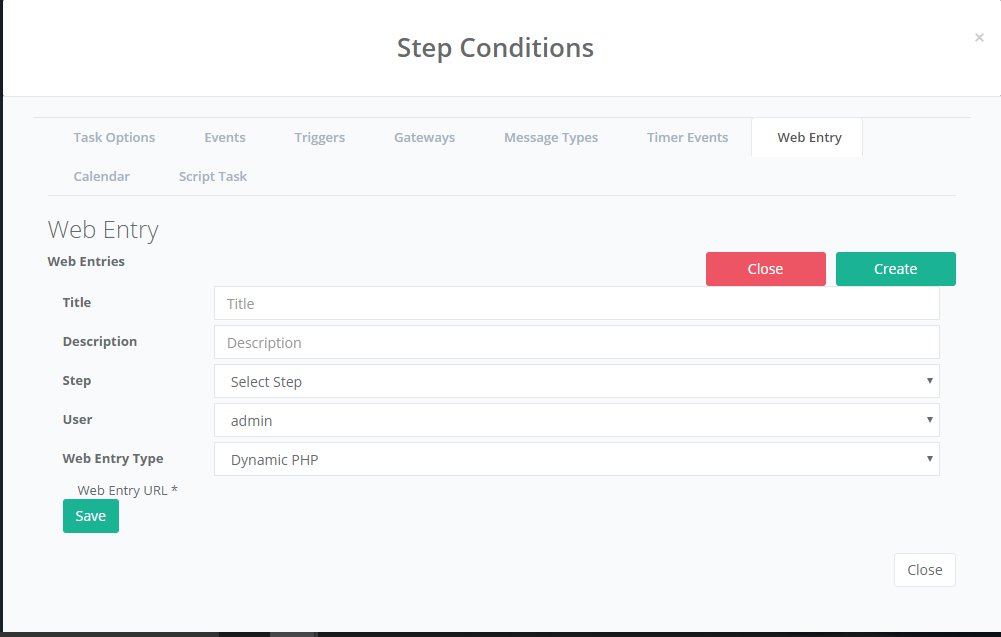 Step Conditions
×
Task Options Events Triggers Gateways Message Types Timer Events Web Entry
Calendar Script Task
Web Entry
Web Entries
Close Create
Title Title
Description Description
Step Select Step
User admin
Web Entry Type Dynamic PHP
Web Entry URL *
Save
Close